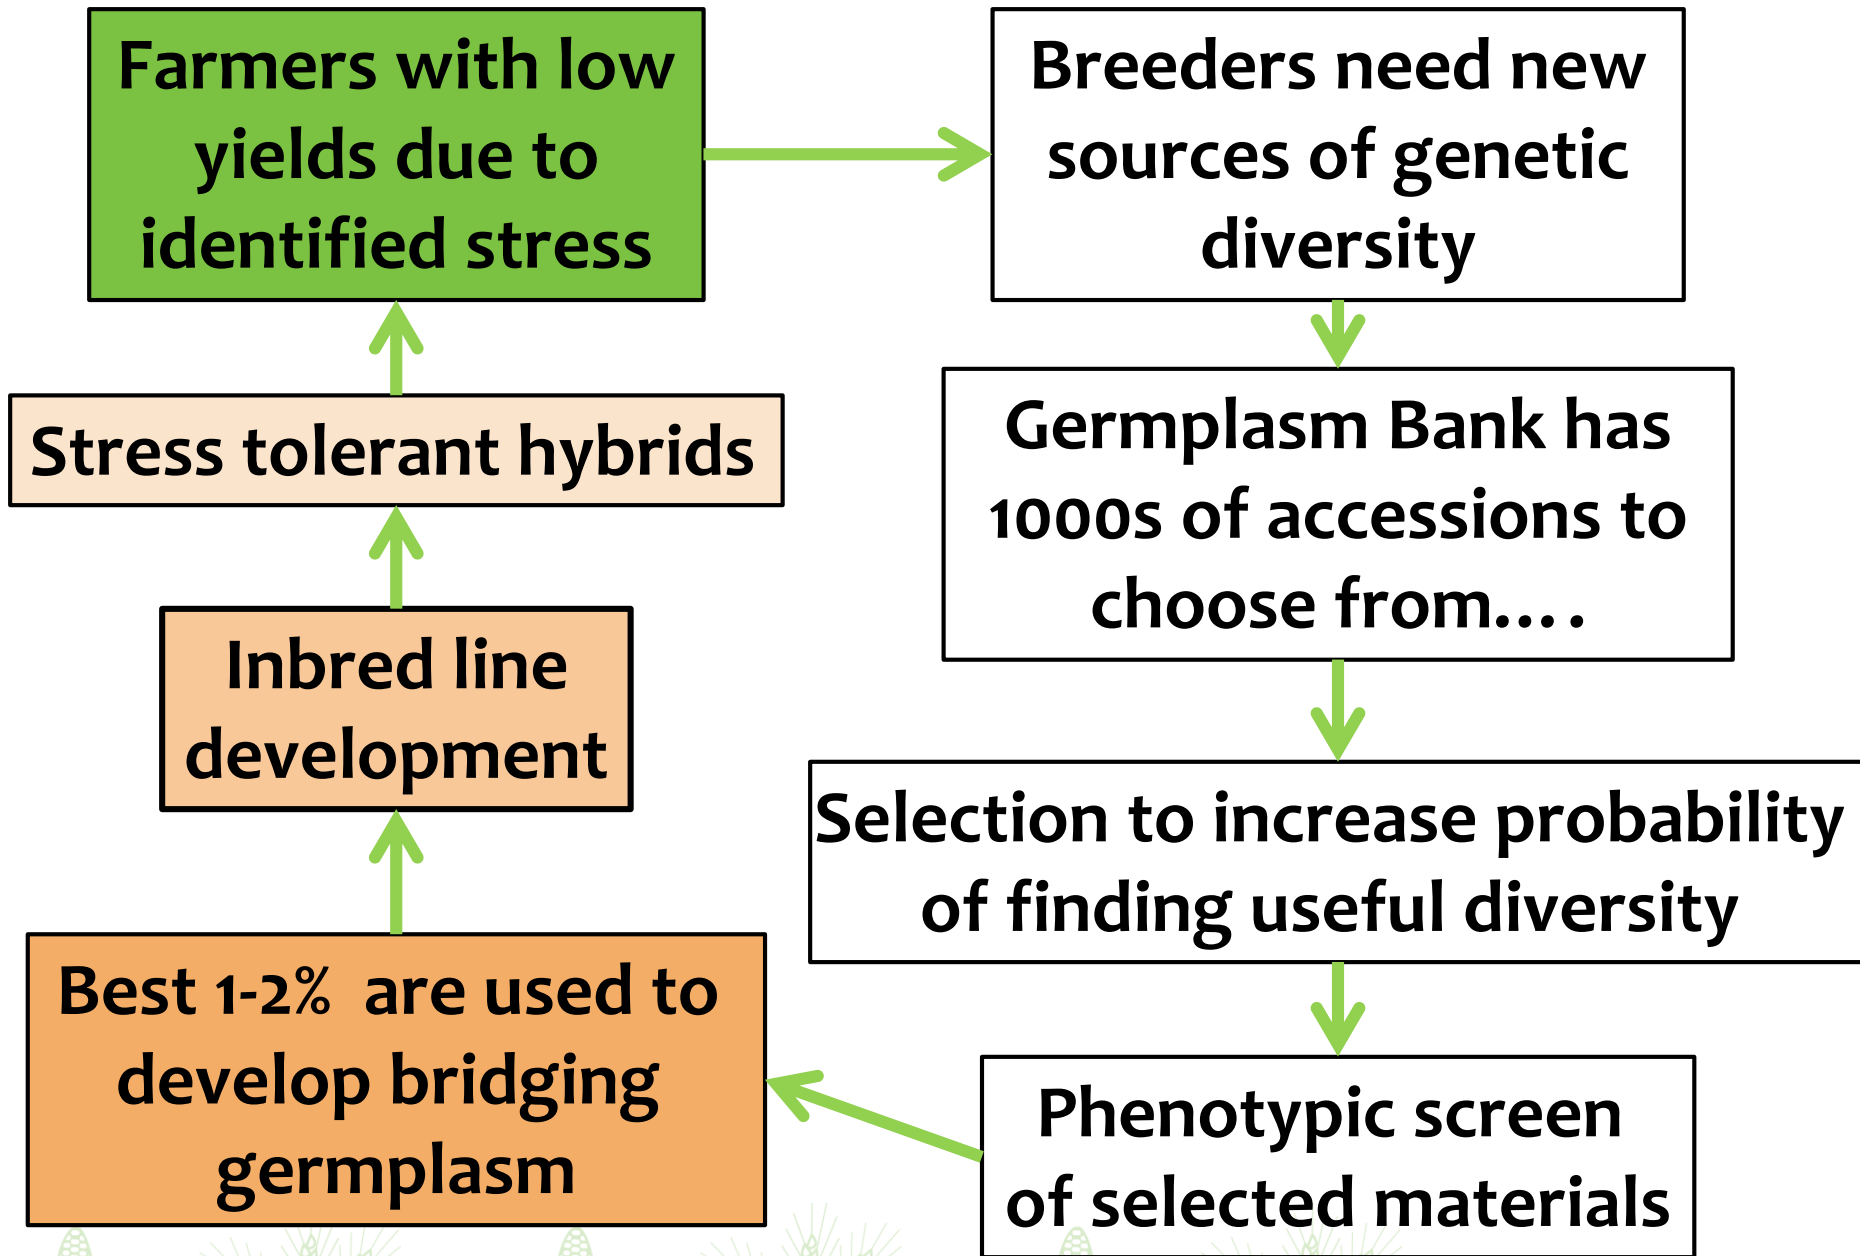 Farmers with low
yields due to
identified stress
Breeders need new
sources of genetic
diversity
Germplasm Bank has
1000s of accessions to
choose from....
Selection to increase probability
of finding useful diversity
Phenotypic screen
of selected materials
Best 1-2%  are used to
develop bridging
germplasm
Inbred line
development
Stress tolerant hybrids